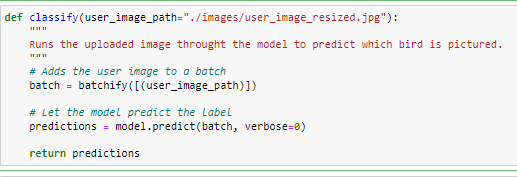 def classify(user_image_path="./images/user_image_resized.jpg"):
    """
    Runs the uploaded image throught the model to predict which bird is pictured.
    """
    # Adds the user image to a batch
    batch = batchify([(user_image_path)])
    # Let the model predict the Label
    predictions = model.predict(batch, verbose=0)
    return predictions